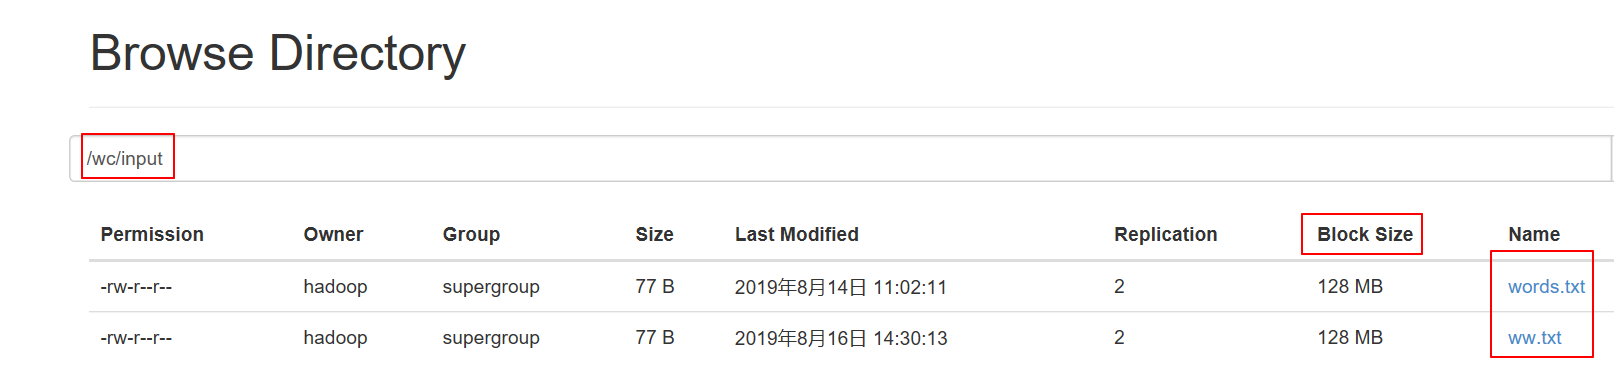 Browse Directory
/wc/input
Permission Owner Group Size Last Modified Replication Block Size Name
-rw-r--r-- hadoop supergroup 77 B 2019年8月14日 11:02:11 2 128 MB words.txt
-rw-r--r-- hadoop supergroup 77 B 2019年8月16日 14:30:13 2 128 MB ww.txt